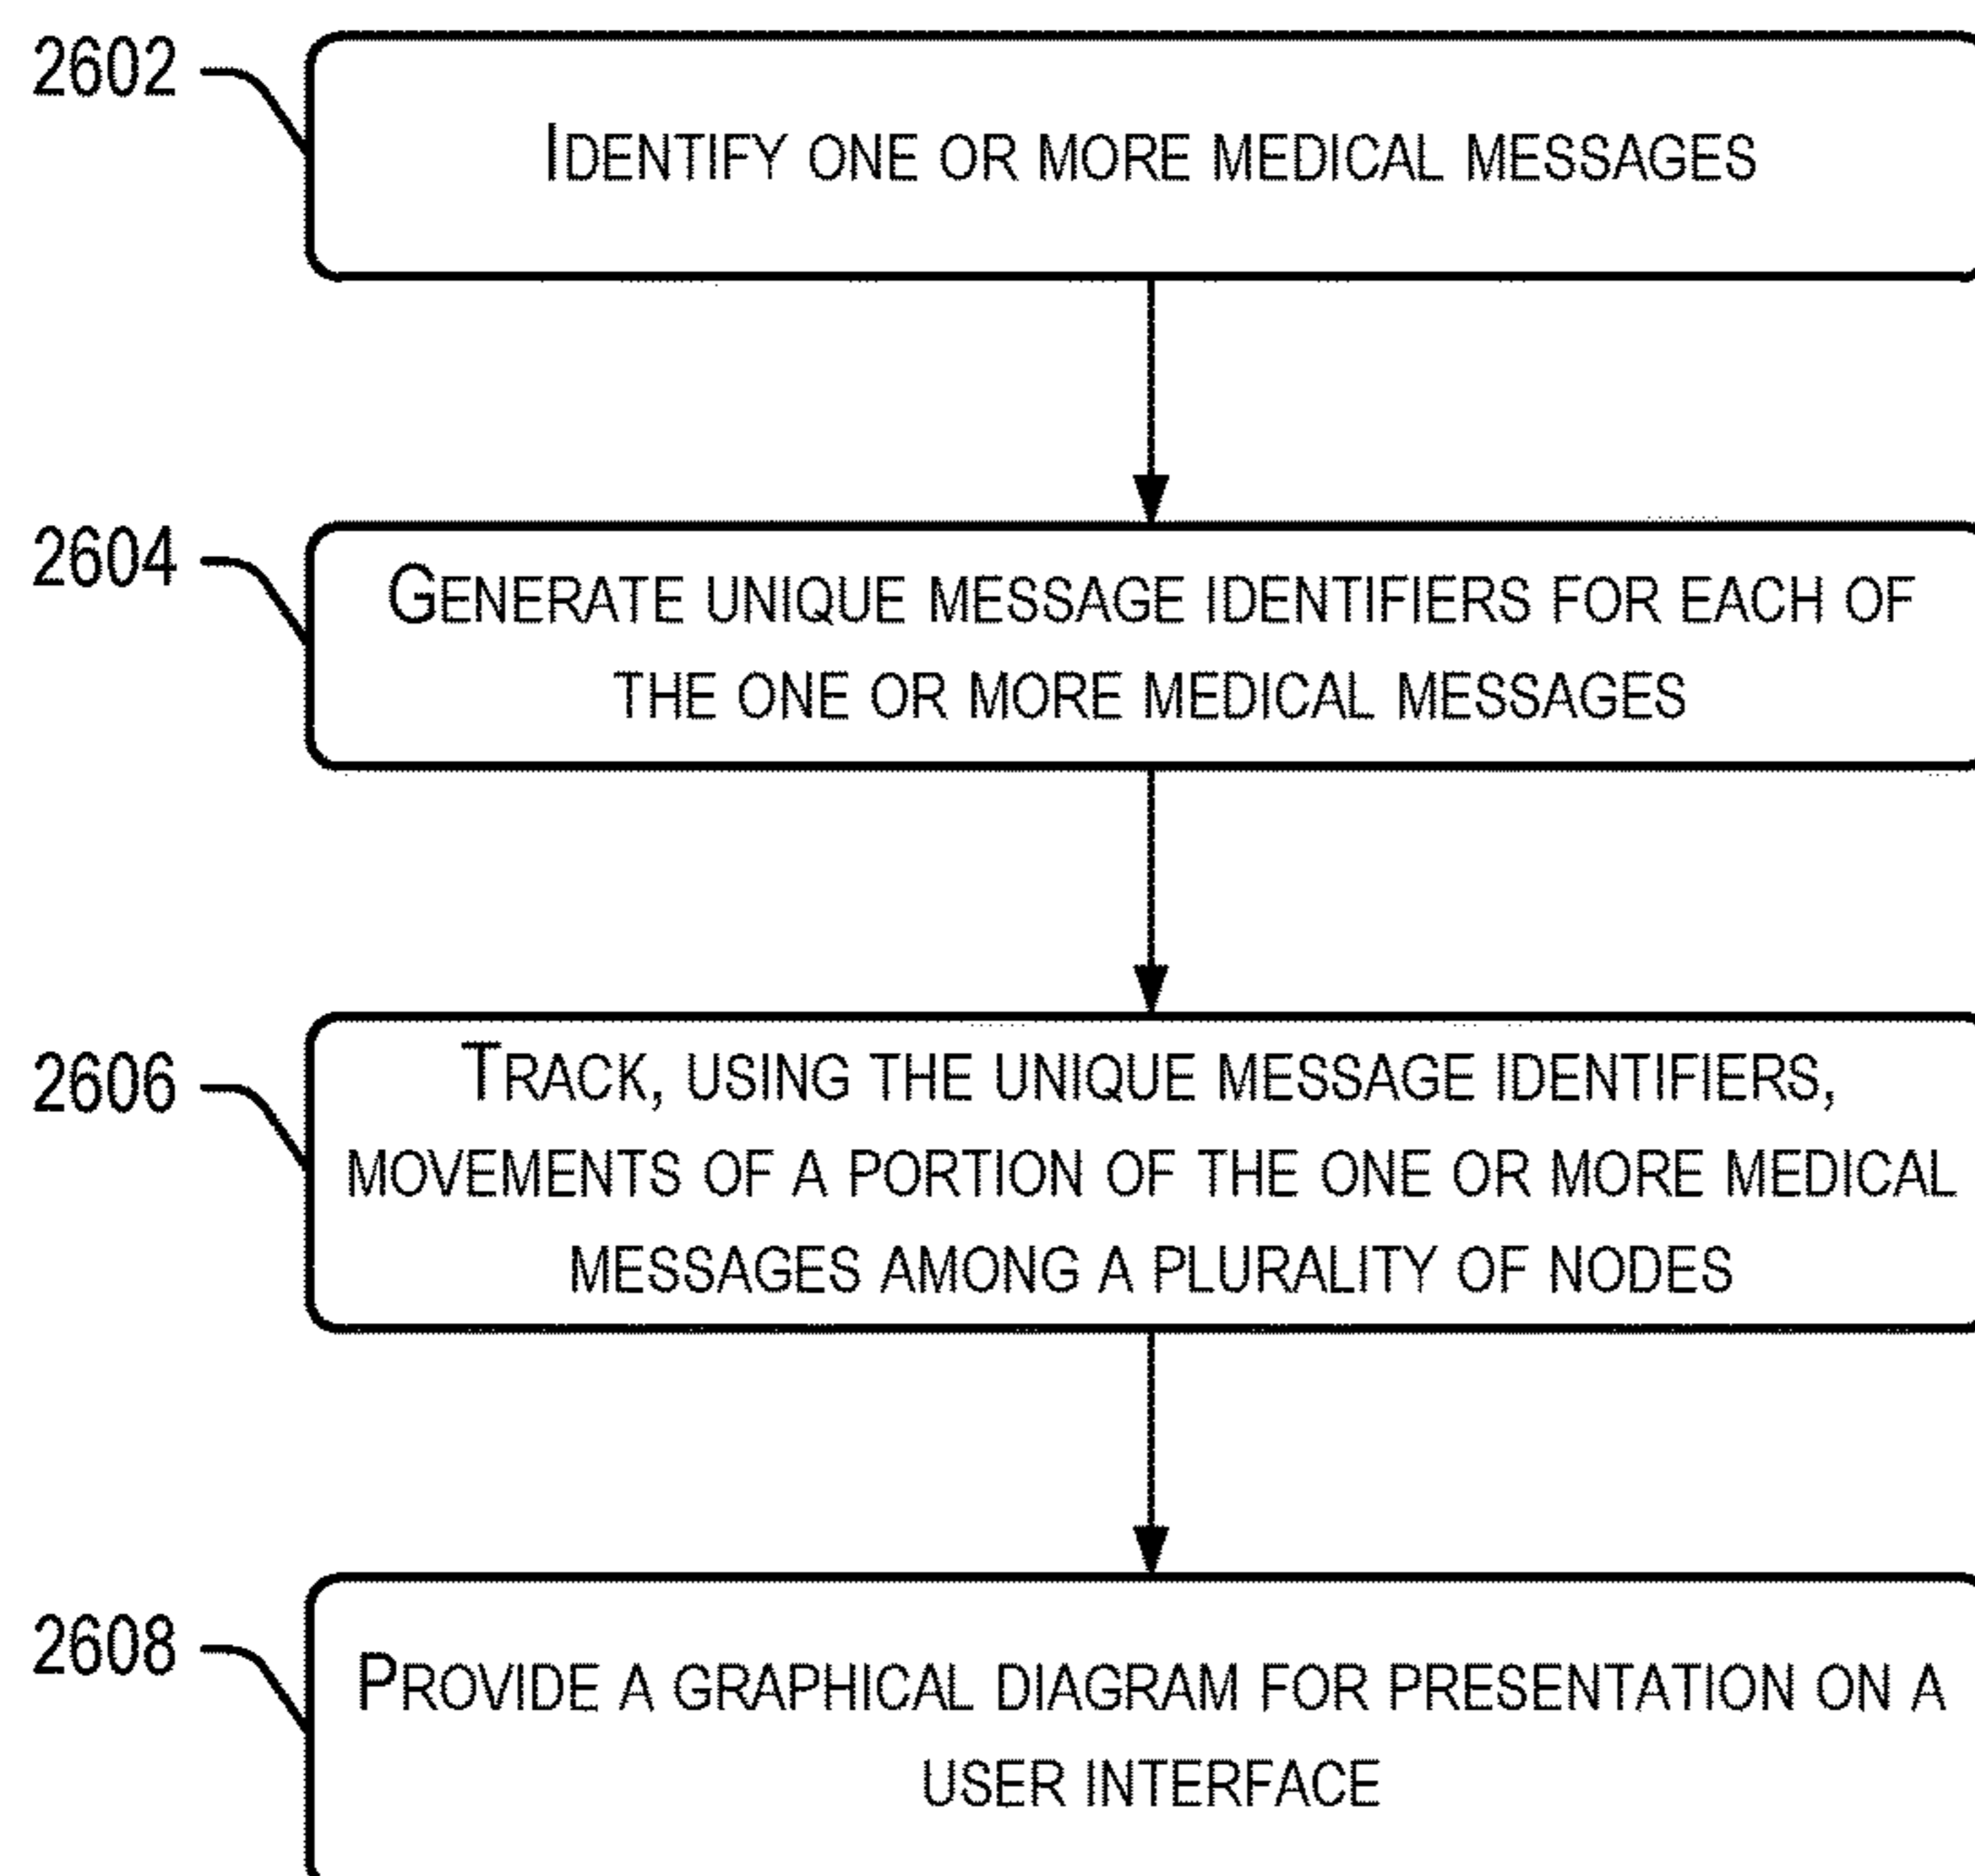 2602
IDENTIFY ONE OR MORE MEDICAL MESSAGES
2604
GENERATE UNIQUE MESSAGE IDENTIFIERS FOR EACH OF
THE ONE OR MORE MEDICAL MESSAGES
2606
TRACK, USING THE UNIQUE MESSAGE IDENTIFIERS,
MOVEMENTS OF A PORTION OF THE ONE OR MORE MEDICAL
MESSAGES AMONG A PLURALITY OF NODES
2608
PROVIDE A GRAPHICAL DIAGRAM FOR PRESENTATION ON A
USER INTERFACE